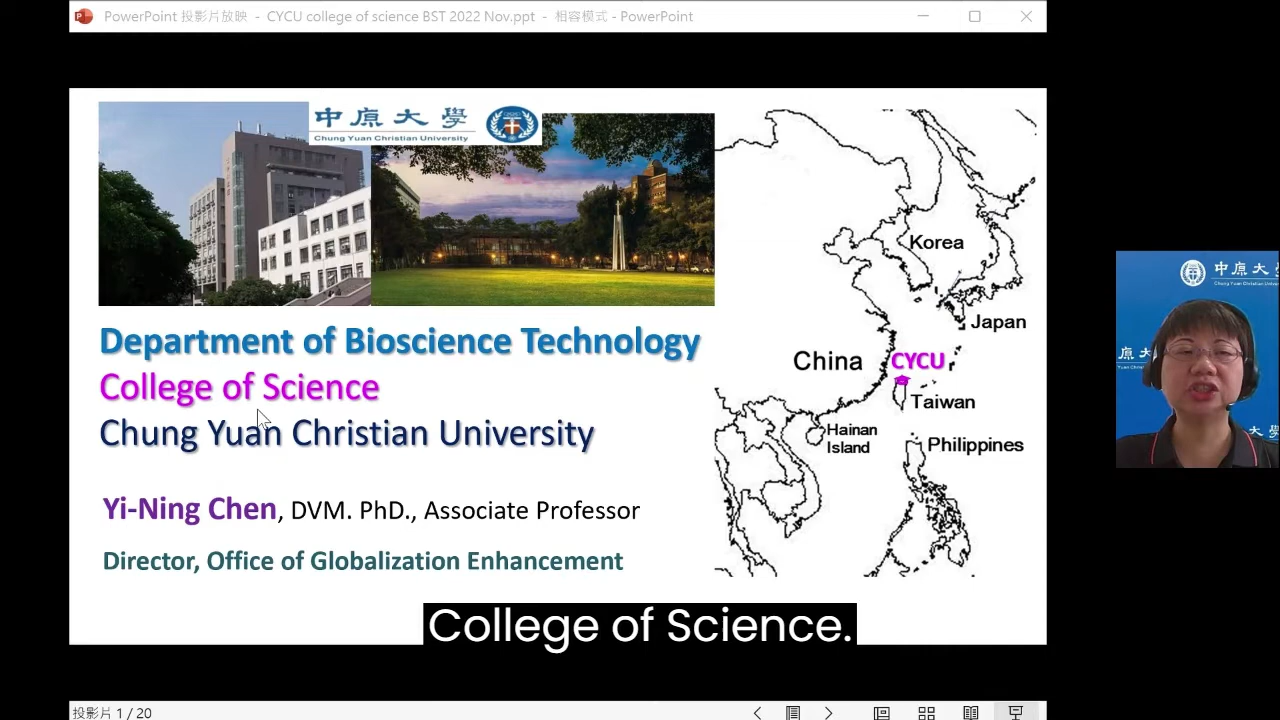 PowerPoint 投影片放映 - CYCU college of science BST 2022 Nov.ppt - 相容模式 - PowerPoint
中原大學
Chung Yuan Christian University
Department of Bioscience Technology
College of Science
Chung Yuan Christian University
Yi-Ning Chen, DVM. PhD., Associate Professor
Director, Office of Globalization Enhancement
Korea
Japan
China
CYCU
Taiwan
Hainan
Island
Philippines
中原大
Chung Yuan Christian
College of Science.
投影片 1 / 20